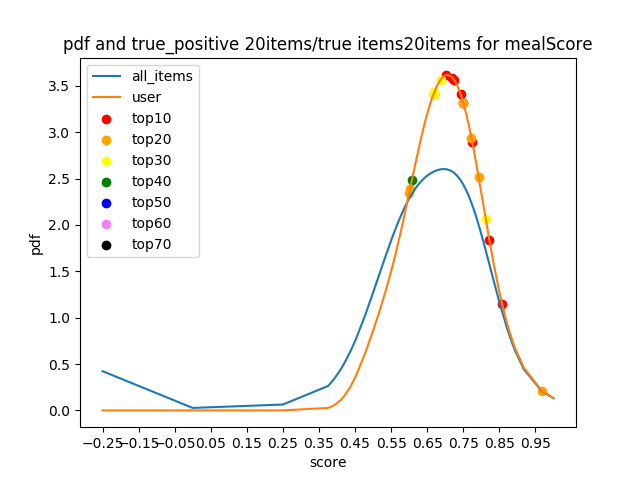 pdf and true_positive 20items/true items20items for mealScore
all_items
user
top10
top20
top30
top40
top50
top60
top70
pdf
3.5
3.0
2.5
2.0
1.5
1.0
0.5
0.0
−0.25 −0.15 −0.05 0.05 0.15 0.25 0.35 0.45 0.55 0.65 0.75 0.85 0.95
score